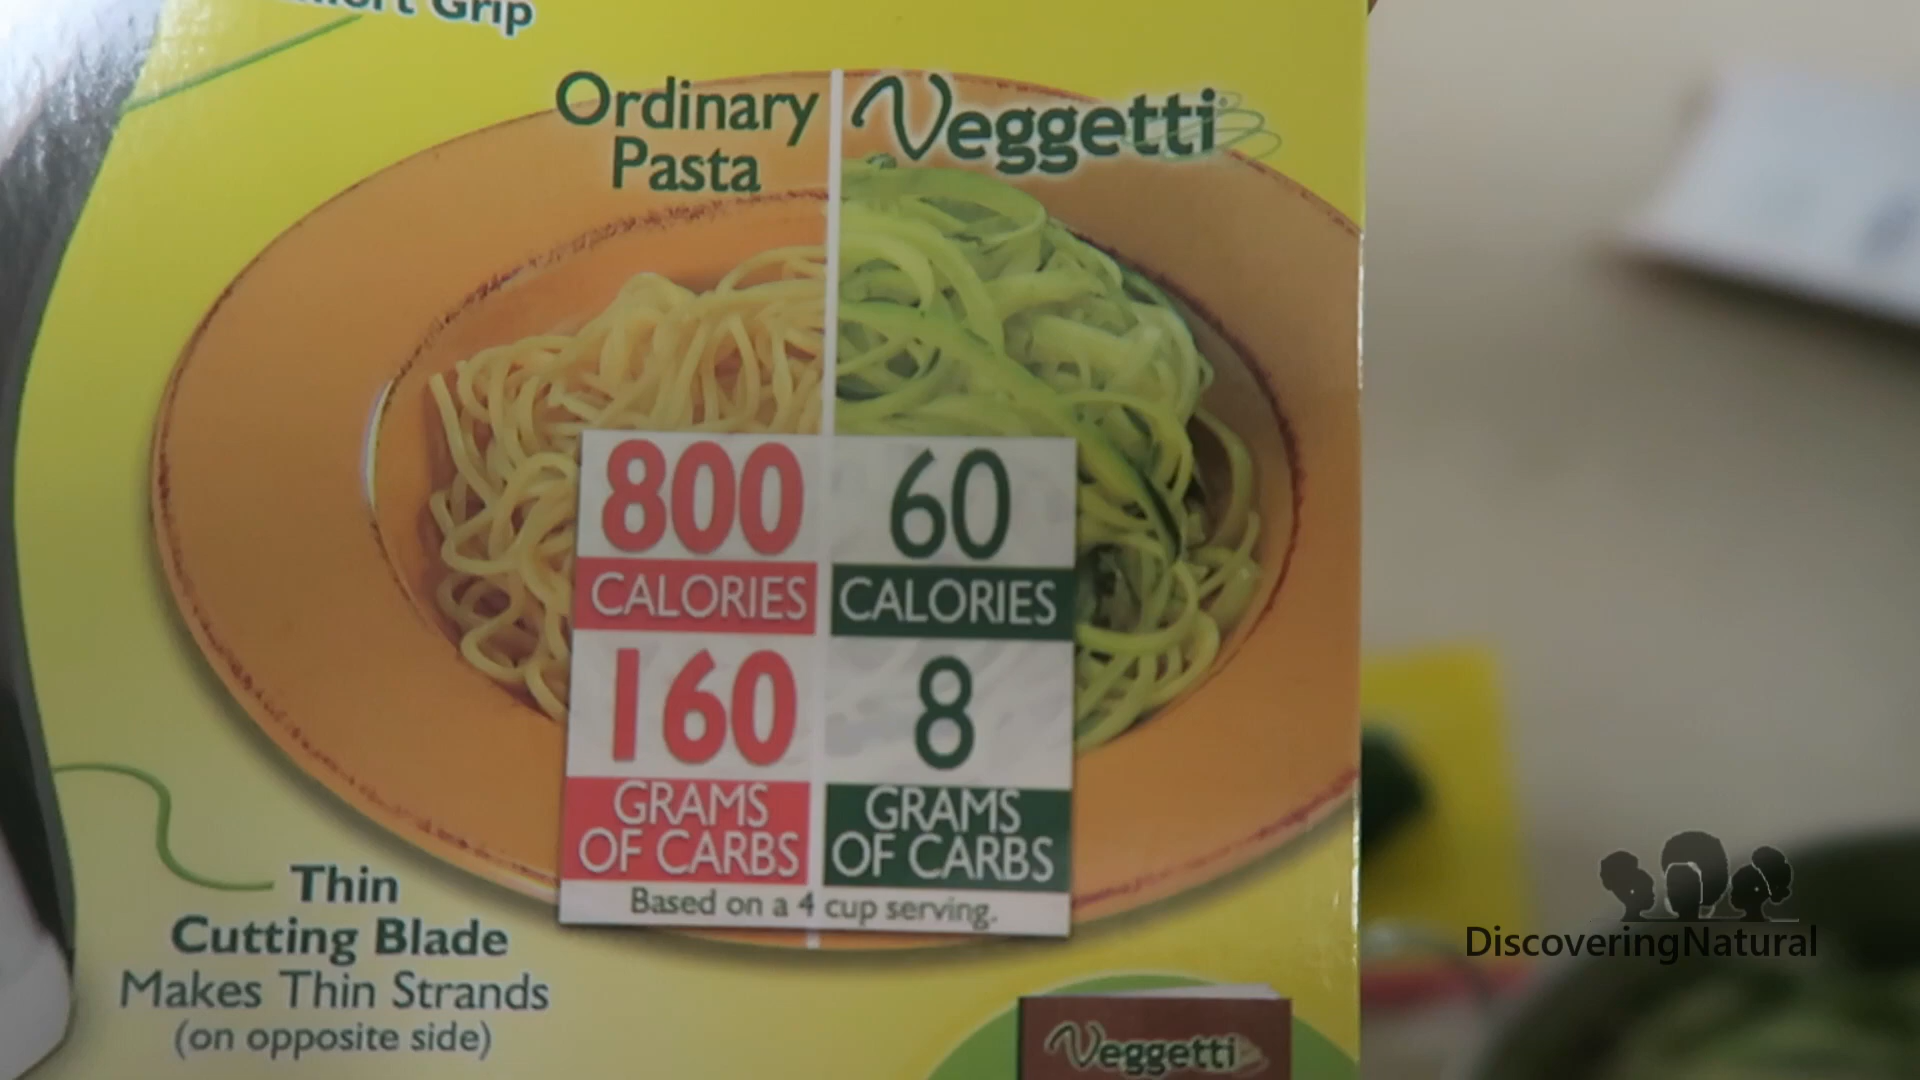 Grip
Ordinary
Pasta
Veggetti
800
CALORIES
60
CALORIES
160
GRAMS
OF CARBS
8
GRAMS
OF CARBS
Based on a 4 cup serving.
Thin
Cutting Blade
Makes Thin Strands
(on opposite side)
Veggetti
DiscoveringNatural